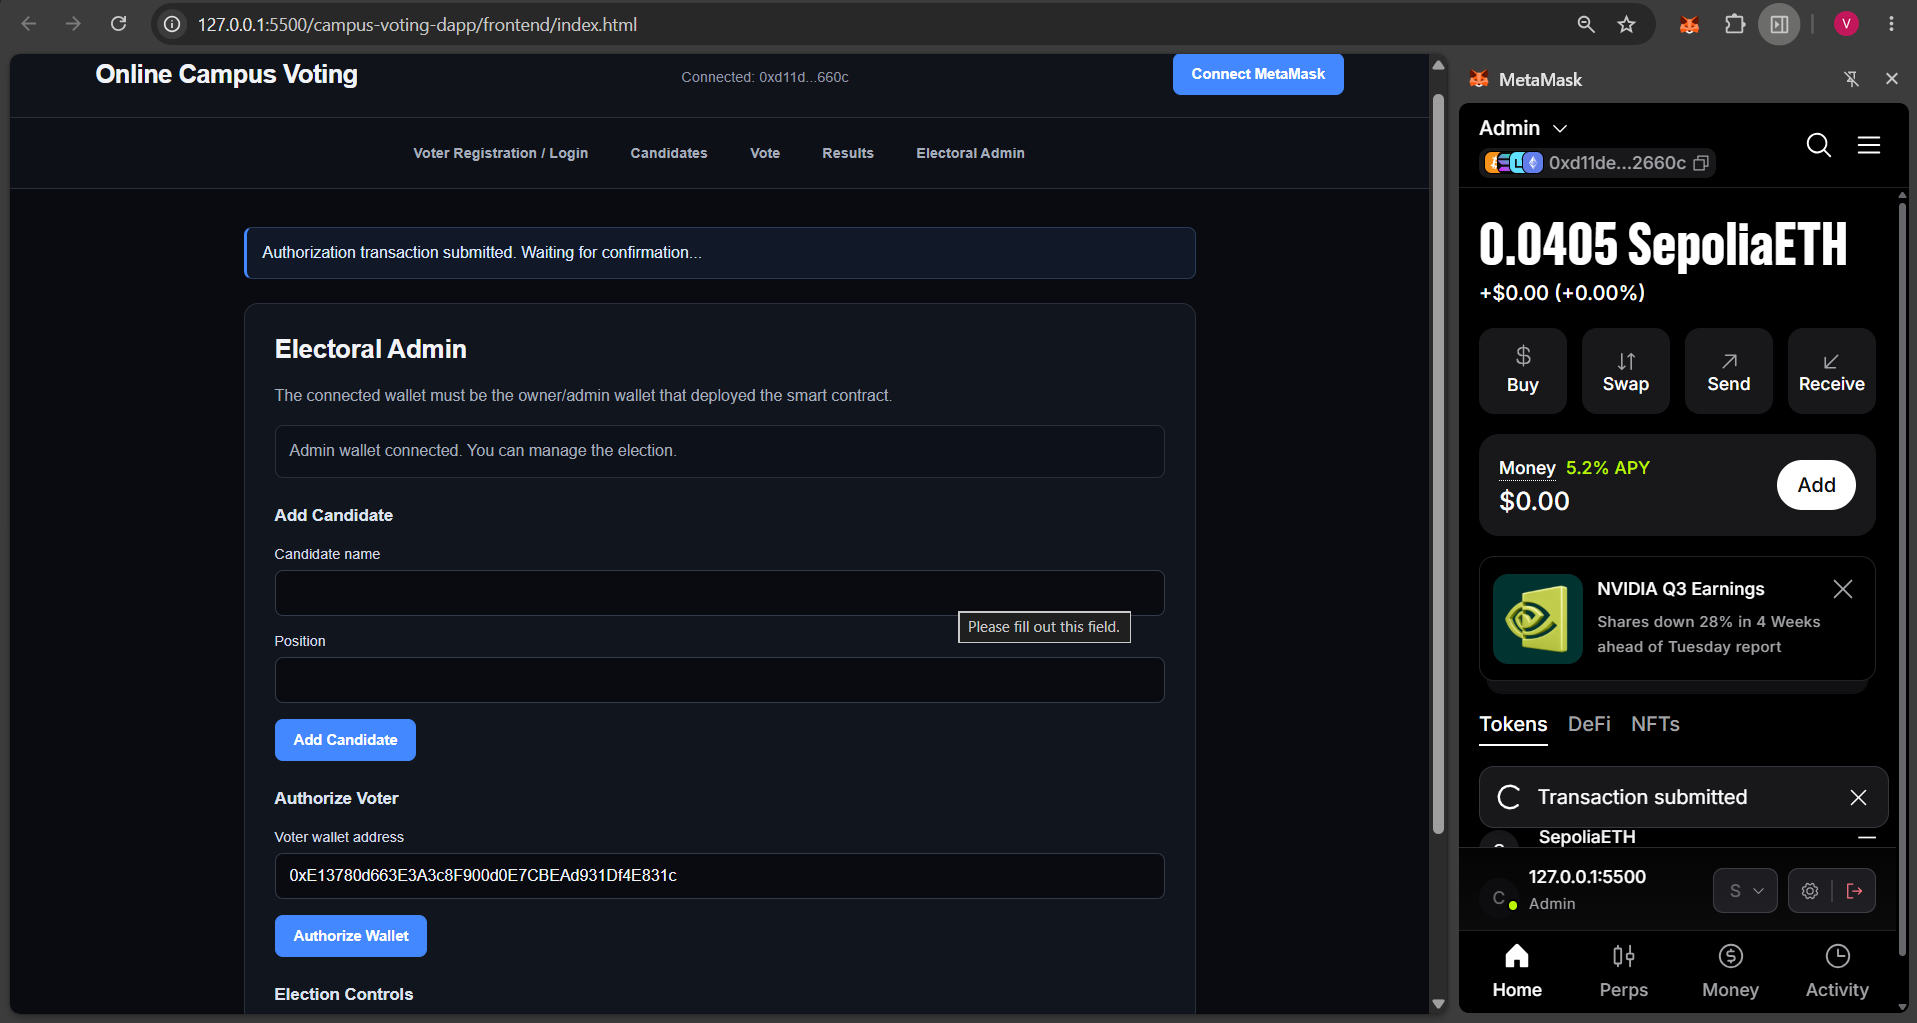 127.0.0.1:5500/campus-voting-dapp/frontend/index.html
V
Online Campus Voting
Connected: 0xd11d...660c
Connect MetaMask
Voter Registration / Login
Candidates
Vote
Results
Electoral Admin
Authorization transaction submitted. Waiting for confirmation...
Electoral Admin
The connected wallet must be the owner/admin wallet that deployed the smart contract.
Admin wallet connected. You can manage the election.
Add Candidate
Candidate name
Please fill out this field.
Position
Add Candidate
Authorize Voter
Voter wallet address
0xE13780d663E3A3c8F900d0E7CBEAd931Df4E831c
Authorize Wallet
Election Controls
MetaMask
Admin
0xd11de...2660c
0.0405 SepoliaETH
+$0.00 (+0.00%)
Buy
Swap
Send
Receive
Money 5.2% APY
$0.00
Add
NVIDIA Q3 Earnings
Shares down 28% in 4 Weeks
ahead of Tuesday report
Tokens
DeFi
NFTs
Transaction submitted
SepoliaETH
C
127.0.0.1:5500
Admin
S
Home
Perps
Money
Activity